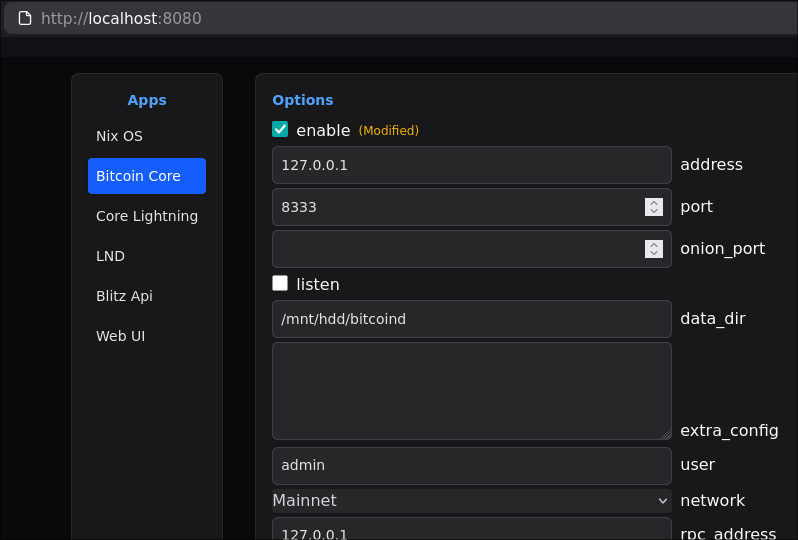 http://localhost:8080
Apps
Nix OS
Bitcoin Core
Core Lightning
LND
Blitz Api
Web UI
Options
enable (Modified)
127.0.0.1 address
8333 port
onion_port
listen
/mnt/hdd/bitcoind data_dir
extra_config
admin user
Mainnet network
127.0.0.1 rpc_address